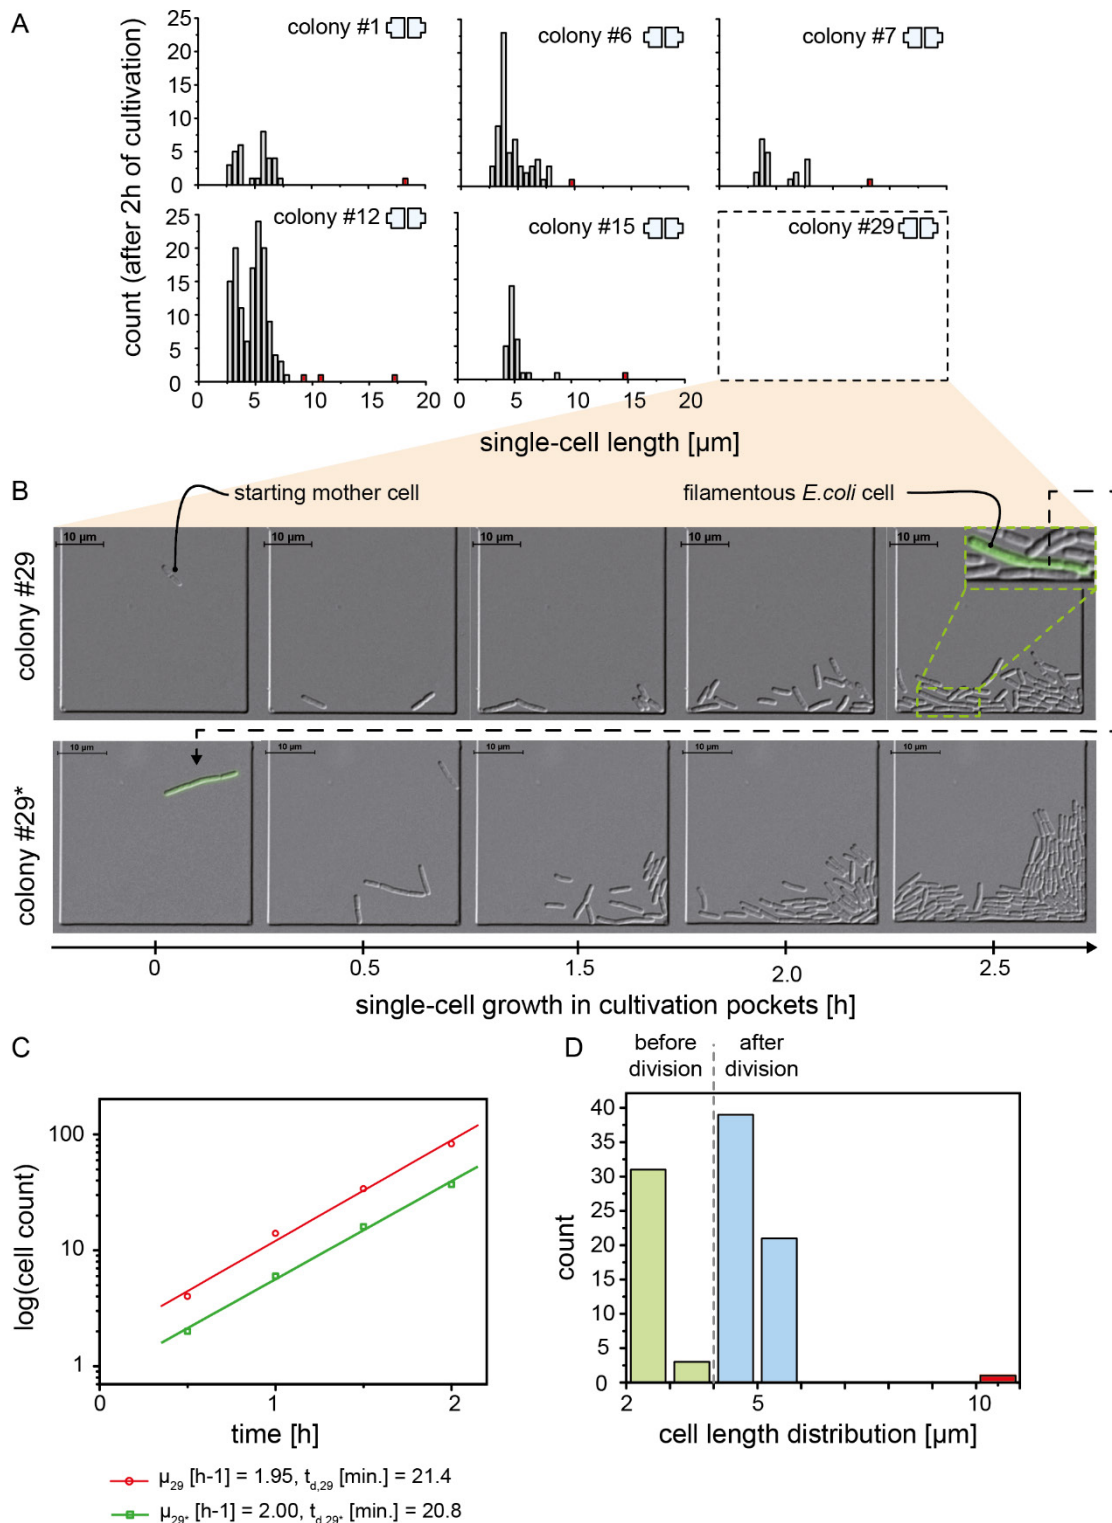 A
colony #1
colony #6
colony #7
25
20
15
10
5
0
count (after 2h of cultivation)
colony #12
colony #15
colony #29
25
20
15
10
5
0
0 5 10 15 20
0 5 10 15 20
single-cell length [µm]
B
starting mother cell
filamentous E.coli cell
colony #29
10 µm
10 µm
10 µm
10 µm
10 µm
colony #29*
10 µm
10 µm
10 µm
10 µm
10 µm
0 0.5 1.5 2.0 2.5
single-cell growth in cultivation pockets [h]
C
log(cell count)
100
10
1
0 1 2
time [h]
µ29 [h-1] = 1.95, td,29 [min.] = 21.4
µ29* [h-1] = 2.00, td,29* [min.] = 20.8
D
before division
after division
count
40
35
30
25
20
15
10
5
0
2 5 10
cell length distribution [µm]